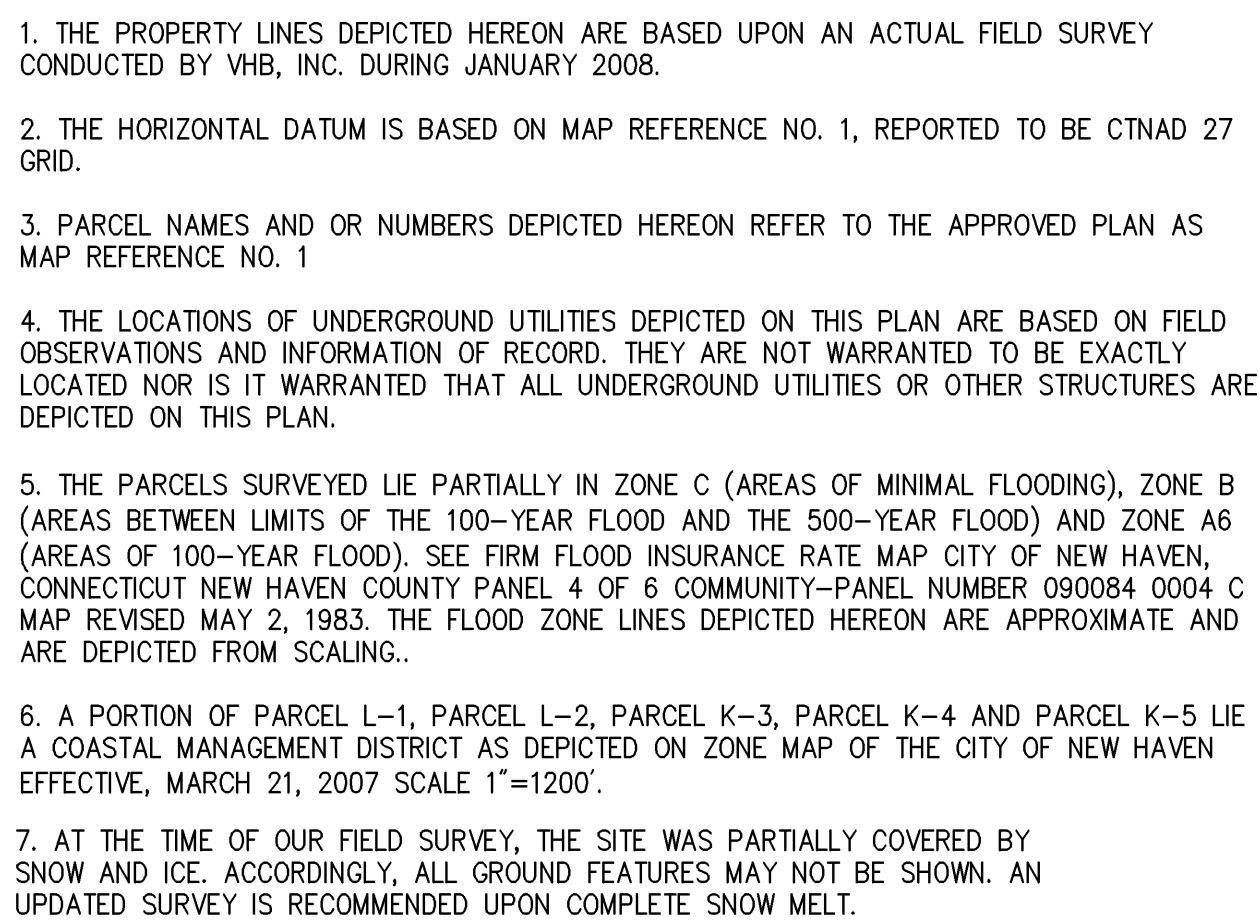 1. THE PROPERTY LINES DEPICTED HEREON ARE BASED UPON AN ACTUAL FIELD SURVEY
CONDUCTED BY VHB, INC. DURING JANUARY 2008.
2. THE HORIZONTAL DATUM IS BASED ON MAP REFERENCE NO. 1, REPORTED TO BE CTNAD 27
GRID.
3. PARCEL NAMES AND OR NUMBERS DEPICTED HEREON REFER TO THE APPROVED PLAN AS
MAP REFERENCE NO. 1
4. THE LOCATIONS OF UNDERGROUND UTILITIES DEPICTED ON THIS PLAN ARE BASED ON FIELD
OBSERVATIONS AND INFORMATION OF RECORD. THEY ARE NOT WARRANTED TO BE EXACTLY
LOCATED NOR IS IT WARRANTED THAT ALL UNDERGROUND UTILITIES OR OTHER STRUCTURES ARE
DEPICTED ON THIS PLAN.
5. THE PARCELS SURVEYED LIE PARTIALLY IN ZONE C (AREAS OF MINIMAL FLOODING), ZONE B
(AREAS BETWEEN LIMITS OF THE 100-YEAR FLOOD AND THE 500-YEAR FLOOD) AND ZONE A6
(AREAS OF 100-YEAR FLOOD). SEE FIRM FLOOD INSURANCE RATE MAP CITY OF NEW HAVEN,
CONNECTICUT NEW HAVEN COUNTY PANEL 4 OF 6 COMMUNITY-PANEL NUMBER 090084 0004 C
MAP REVISED MAY 2, 1983. THE FLOOD ZONE LINES DEPICTED HEREON ARE APPROXIMATE AND
ARE DEPICTED FROM SCALING..
6. A PORTION OF PARCEL L-1, PARCEL L-2, PARCEL K-3, PARCEL K-4 AND PARCEL K-5 LIE
A COASTAL MANAGEMENT DISTRICT AS DEPICTED ON ZONE MAP OF THE CITY OF NEW HAVEN
EFFECTIVE, MARCH 21, 2007 SCALE 1"=1200'.
7. AT THE TIME OF OUR FIELD SURVEY, THE SITE WAS PARTIALLY COVERED BY
SNOW AND ICE. ACCORDINGLY, ALL GROUND FEATURES MAY NOT BE SHOWN. AN
UPDATED SURVEY IS RECOMMENDED UPON COMPLETE SNOW MELT.